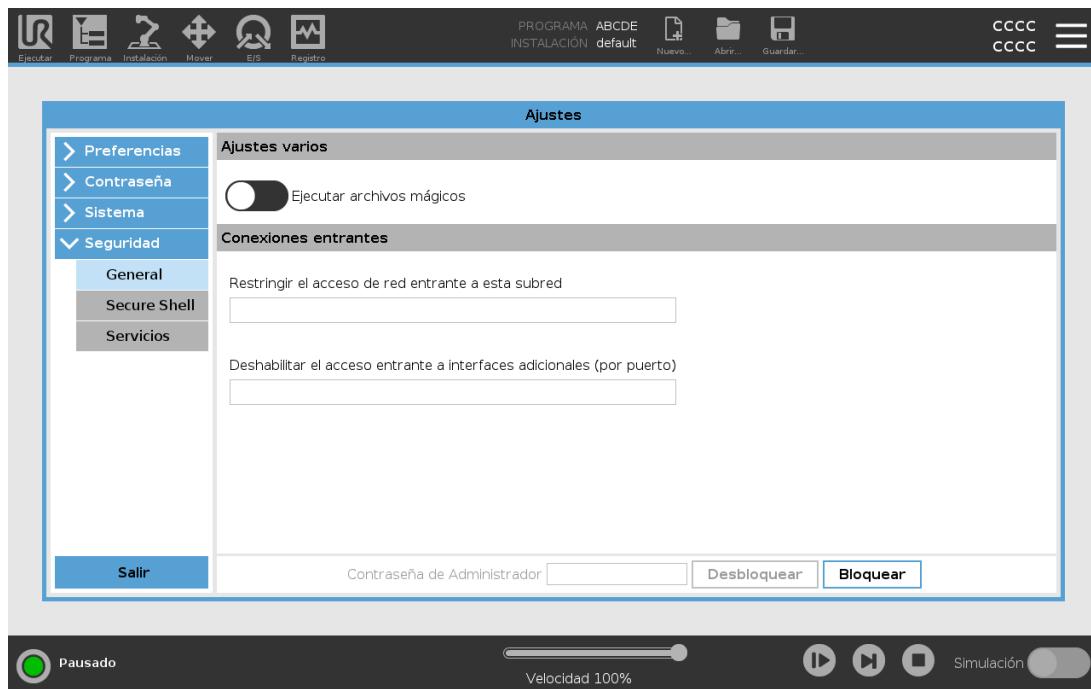 PROGRAMA ABCDE
INSTALACIÓN default
CCCC
CCCC
Ejecutar Programa Instalación Mover E/S Registro Nuevo... Abrir... Guardar...
Ajustes
Preferencias
Contraseña
Sistema
Seguridad
General
Secure Shell
Servicios
Salir
Ajustes varios
Ejecutar archivos mágicos
Conexiones entrantes
Restringir el acceso de red entrante a esta subred
Deshabilitar el acceso entrante a interfaces adicionales (por puerto)
Contraseña de Administrador Desbloquear Bloquear
Pausado
Velocidad 100%
Simulación